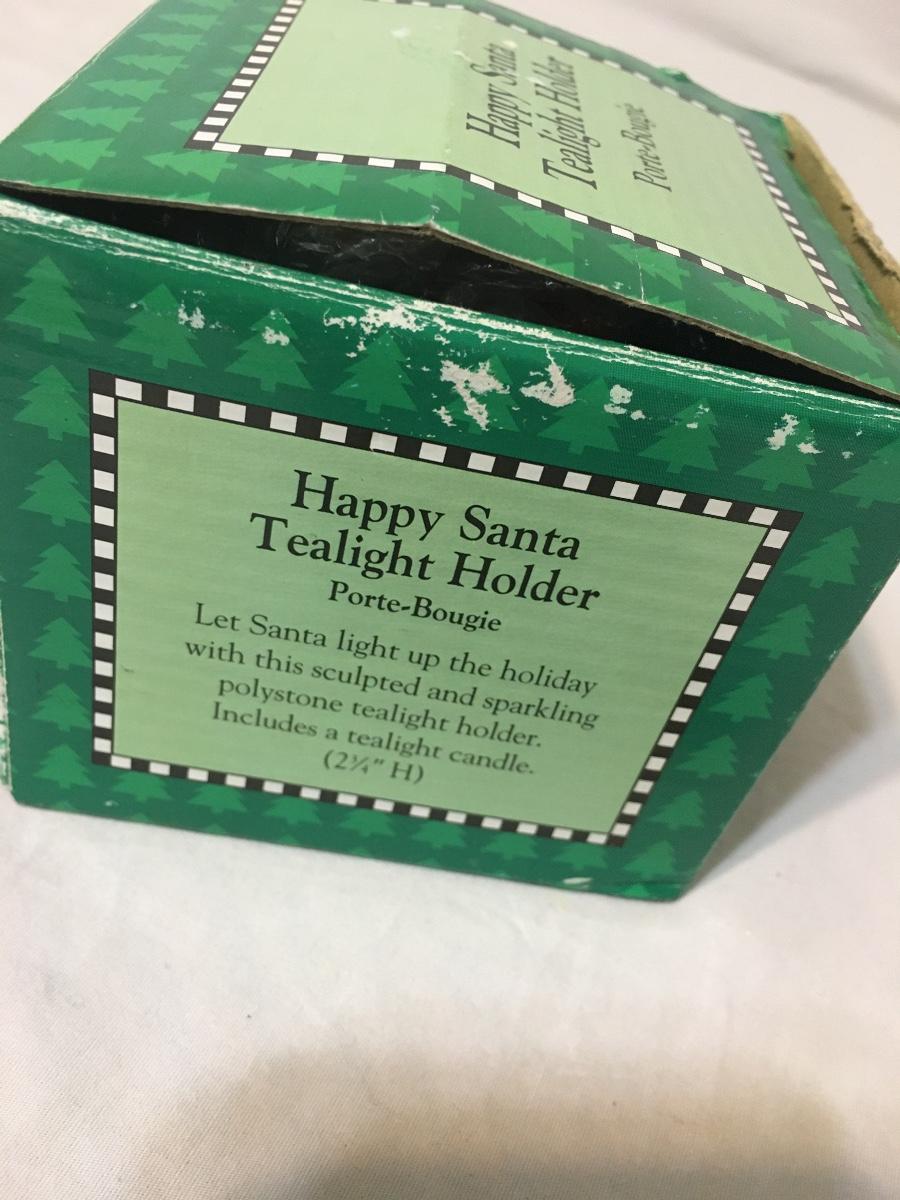 Happy Santa
Tealight Holder
Porte-Bougie
Happy Santa
Tealight Holder
Porte-Bougie
Let Santa light up the holiday
with this sculpted and sparkling
polystone tealight holder.
Includes a tealight candle.
(2¼" H)